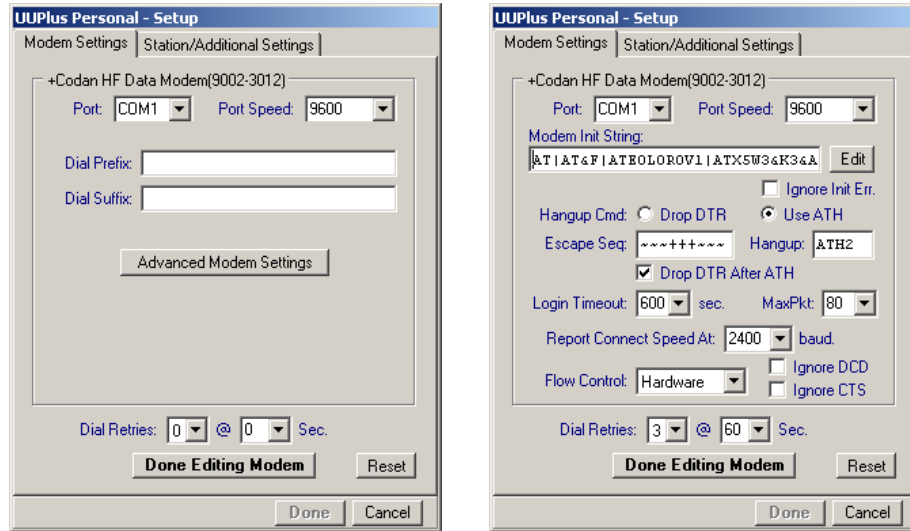 UUPlus Personal - Setup
Modem Settings Station/Additional Settings
+Codan HF Data Modem(9002-3012)
Port: COM1 Port Speed: 9600
Dial Prefix:
Dial Suffix:
Advanced Modem Settings
Dial Retries: 0 @ 0 Sec.
Done Editing Modem Reset
Done Cancel
UUPlus Personal - Setup
Modem Settings Station/Additional Settings
+Codan HF Data Modem(9002-3012)
Port: COM1 Port Speed: 9600
Modem Init String:
AT|AT&F|ATE0L0R0V1|ATX5W3&K3&A Edit
Ignore Init Err.
Hangup Cmd: Drop DTR Use ATH
Escape Seq: ~~~+++~~~ Hangup: ATH2
Drop DTR After ATH
Login Timeout: 600 sec. MaxPkt: 80
Report Connect Speed At: 2400 baud.
Flow Control: Hardware Ignore DCD
Ignore CTS
Dial Retries: 3 @ 60 Sec.
Done Editing Modem Reset
Done Cancel